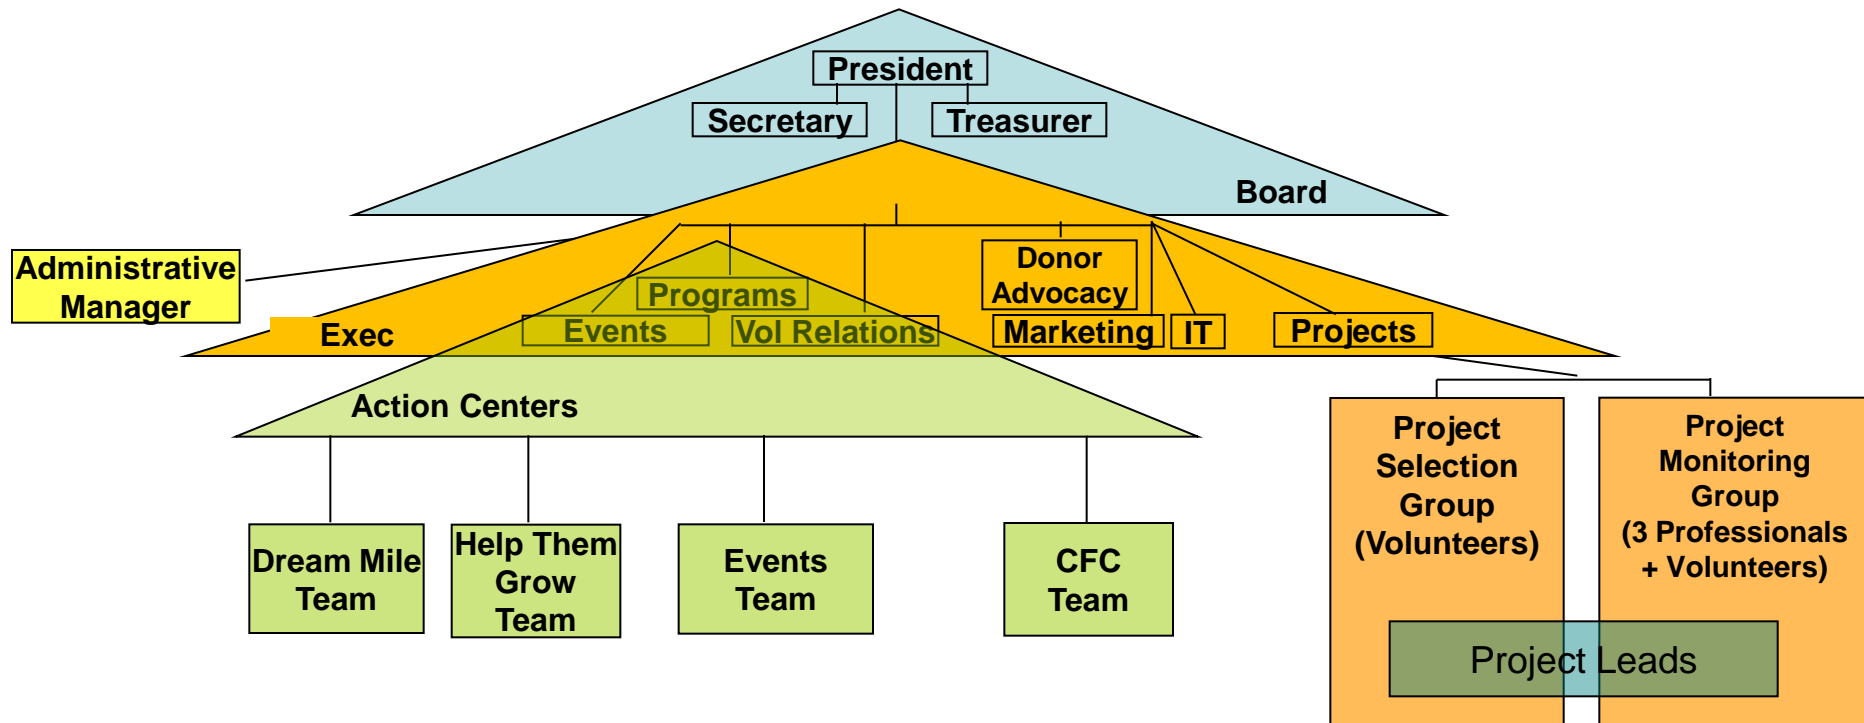 President
Secretary
Treasurer
Board
Administrative
Manager
Donor
Advocacy
Programs
Exec
Events
Vol Relations
Marketing
IT
Projects
Action Centers
Project
Selection
Group
(Volunteers)
Project
Monitoring
Group
(3 Professionals
+ Volunteers)
Dream Mile
Team
Help Them
Grow
Team
Events
Team
CFC
Team
Project Leads